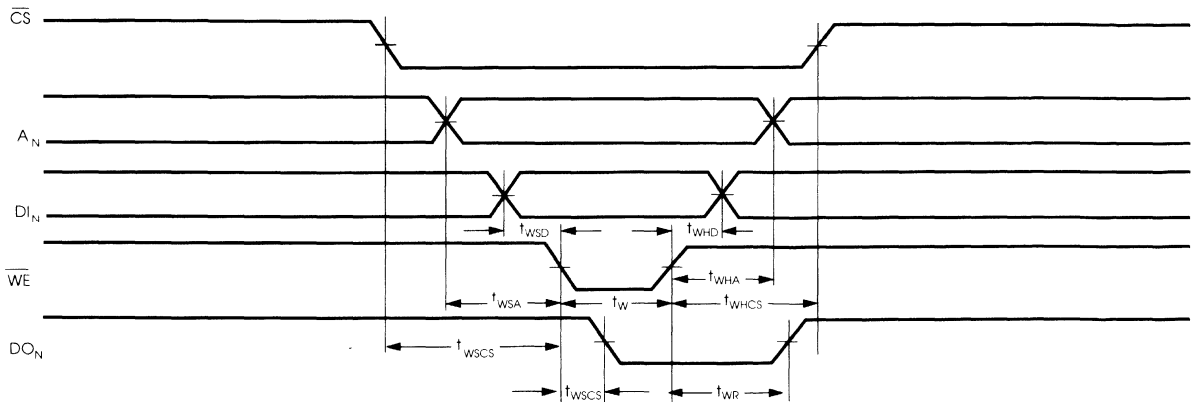 CS
A_N
DI_N
t_WSD
t_WHD
WE
t_WHA
t_WSA
t_W
t_WHCS
DO_N
t_WSCS
t_WSCS
t_WR